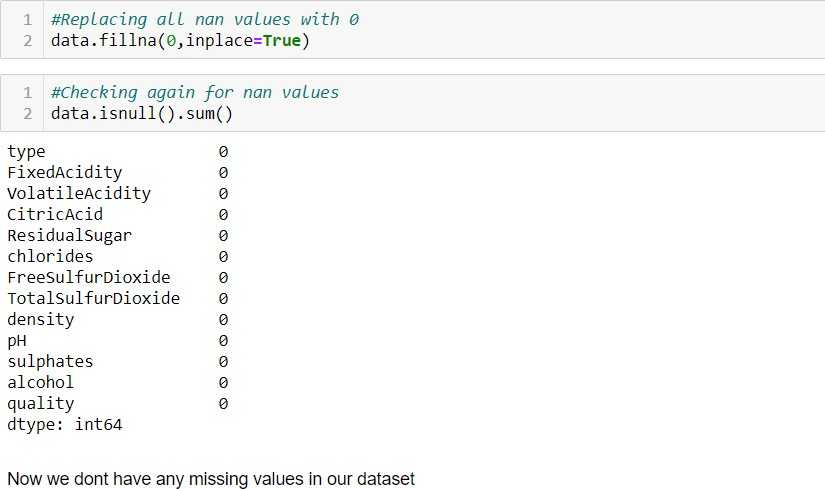 1 #Replacing all nan values with 0
2 data.fillna(0,inplace=True)
1 #Checking again for nan values
2 data.isnull().sum()
type 0
FixedAcidity 0
VolatileAcidity 0
CitricAcid 0
ResidualSugar 0
chlorides 0
FreeSulfurDioxide 0
TotalSulfurDioxide 0
density 0
pH 0
sulphates 0
alcohol 0
quality 0
dtype: int64
Now we dont have any missing values in our dataset